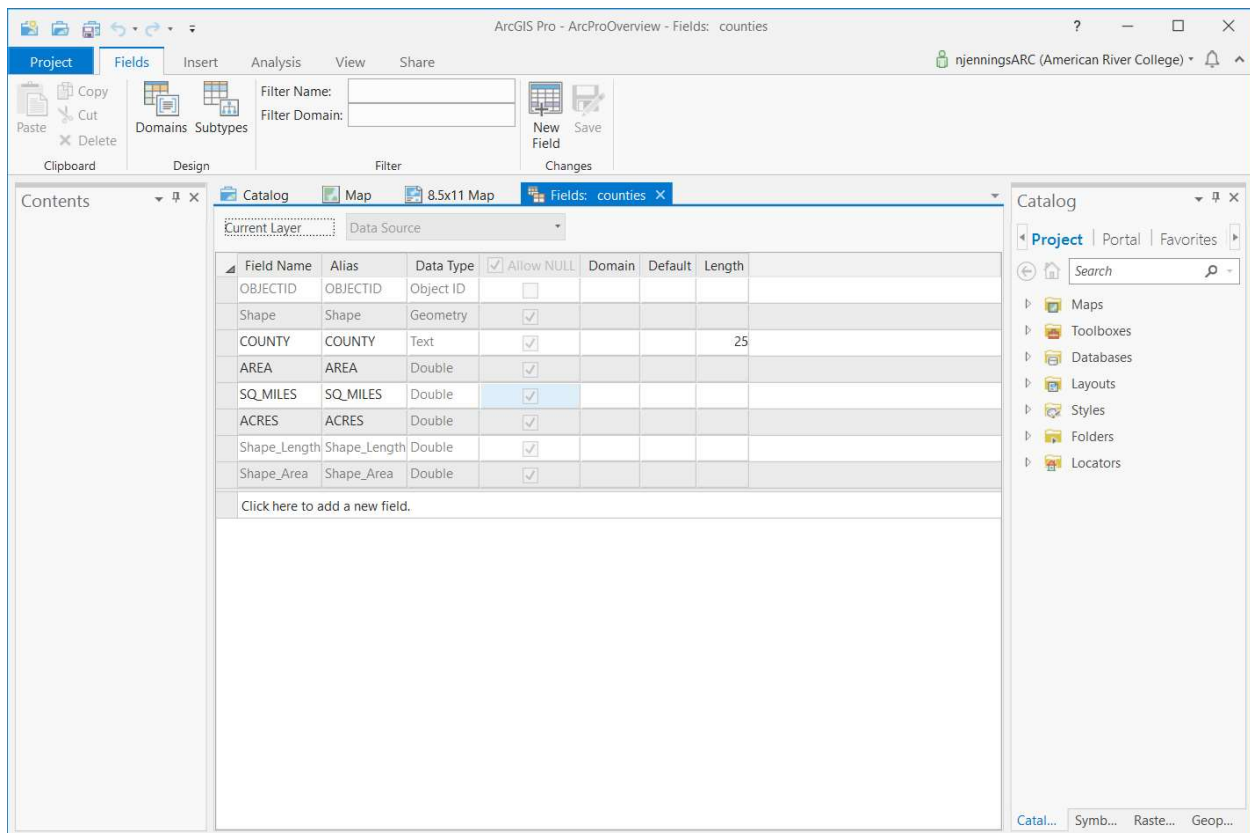 ArcGIS Pro - ArcProOverview - Fields: counties
?
Project Fields Insert Analysis View Share
njenningsARC (American River College)
Paste
Copy
Cut
Delete
Clipboard
Domains Subtypes
Design
Filter Name:
Filter Domain:
Filter
New Field Save
Changes
Contents
Catalog Map 8.5x11 Map Fields: counties
Current Layer Data Source
Field Name Alias Data Type Allow NULL Domain Default Length
OBJECTID OBJECTID Object ID
Shape Shape Geometry
COUNTY COUNTY Text 25
AREA AREA Double
SQ_MILES SQ_MILES Double
ACRES ACRES Double
Shape_Length Shape_Length Double
Shape_Area Shape_Area Double
Click here to add a new field.
Catalog
Project Portal Favorites
Search
Maps
Toolboxes
Databases
Layouts
Styles
Folders
Locators
Catal... Symb... Raste... Geop...